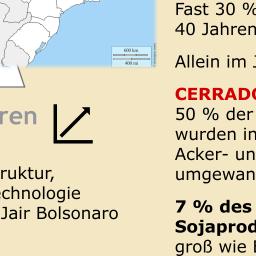 Fast 30 %
40 Jahren
Allein im J
CERRADO
50 % der
wurden in
Acker- un
umgewan
7 % des
Sojaprod
groß wie
600 km
400 mi
ren
ruktur,
echnologie
Jair Bolsonaro